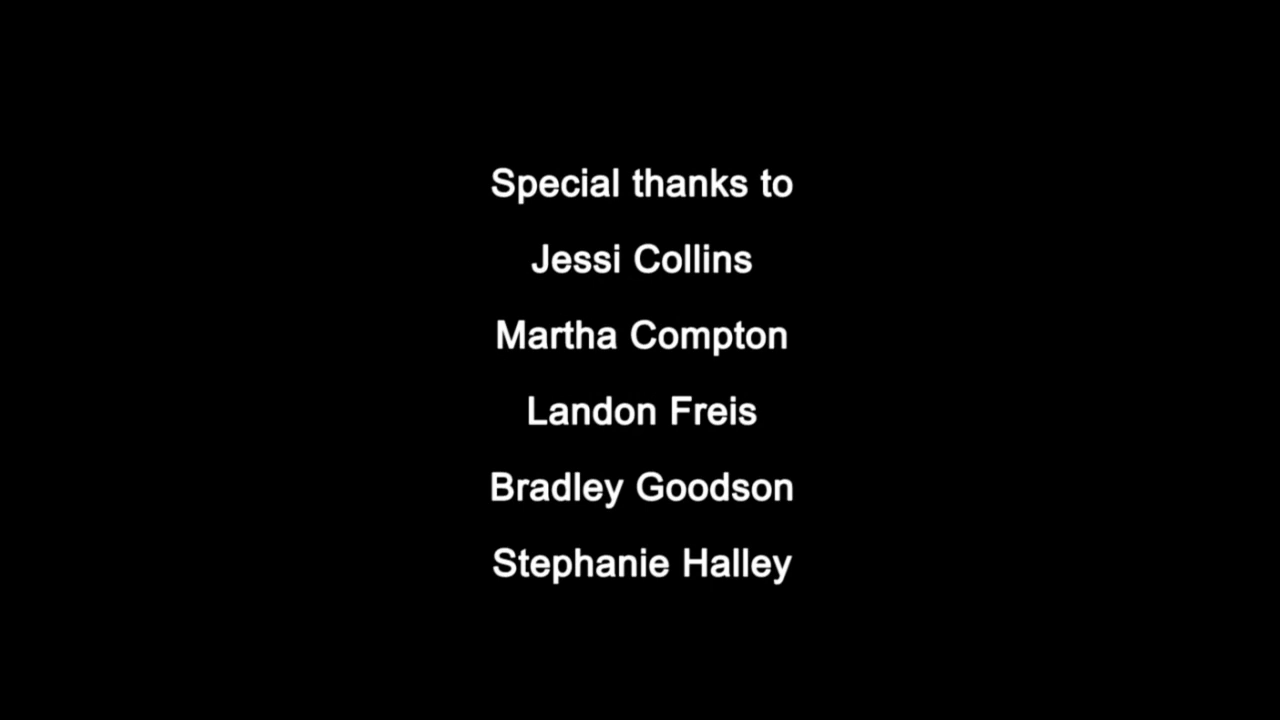 Special thanks to
Jessi Collins
Martha Compton
Landon Freis
Bradley Goodson
Stephanie Halley